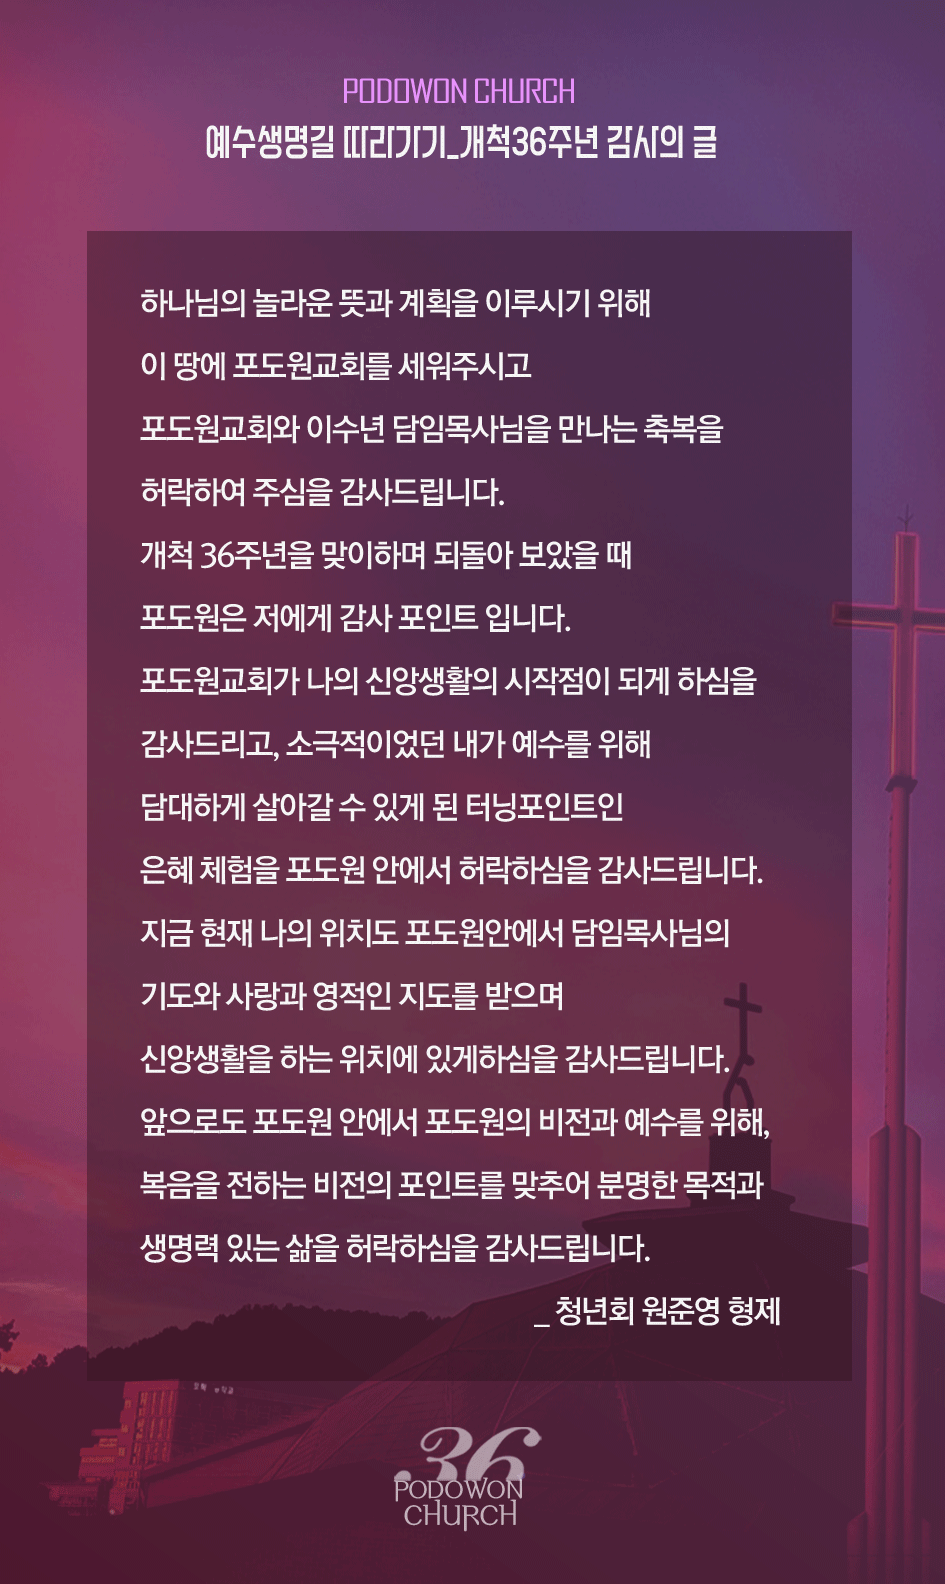 PODOWON CHURCH
예수생명길 따라가기_개척36주년 감사의 글
하나님의 놀라운 뜻과 계획을 이루시기 위해
이 땅에 포도원교회를 세워주시고
포도원교회와 이수년 담임목사님을 만나는 축복을
허락하여 주심을 감사드립니다.
개척 36주년을 맞이하며 되돌아 보았을 때
포도원은 저에게 감사 포인트 입니다.
포도원교회가 나의 신앙생활의 시작점이 되게 하심을
감사드리고, 소극적이었던 내가 예수를 위해
담대하게 살아갈 수 있게 된 터닝포인트인
은혜 체험을 포도원 안에서 허락하심을 감사드립니다.
지금 현재 나의 위치도 포도원안에서 담임목사님의
기도와 사랑과 영적인 지도를 받으며
신앙생활을 하는 위치에 있게하심을 감사드립니다.
앞으로도 포도원 안에서 포도원의 비전과 예수를 위해,
복음을 전하는 비전의 포인트를 맞추어 분명한 목적과
생명력 있는 삶을 허락하심을 감사드립니다.
_ 청년회 원준영 형제
36
PODOWON
CHURCH